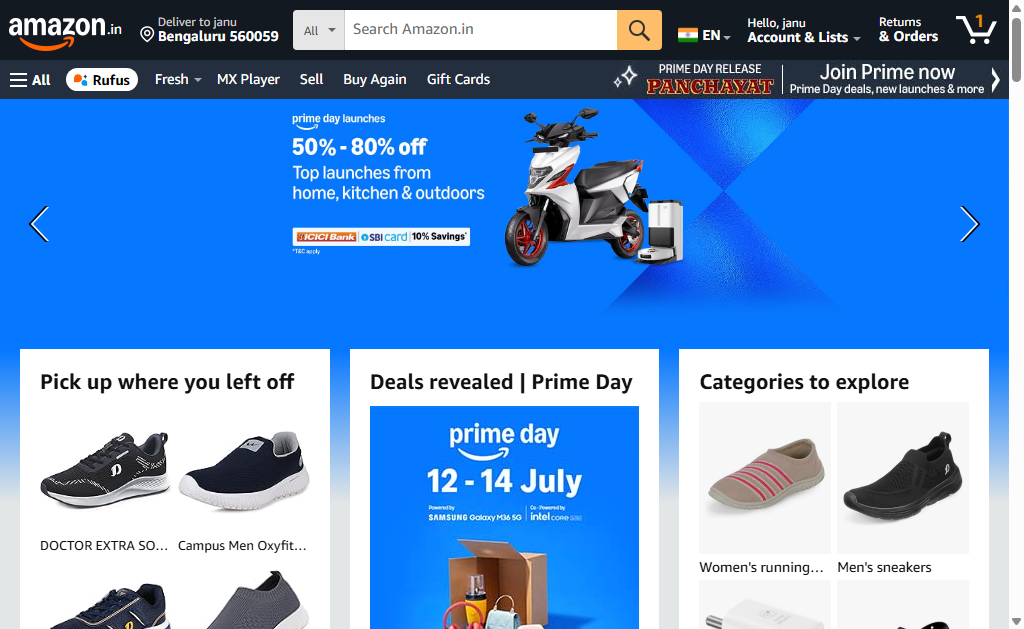 amazon.in
Deliver to janu
Bengaluru 560059
All
Search Amazon.in
EN
Hello, janu
Account & Lists
Returns
& Orders
1
All
Rufus
Fresh
MX Player
Sell
Buy Again
Gift Cards
PRIME DAY RELEASE
PANCHAYAT
Join Prime now
Prime Day deals, new launches & more
prime day launches
50% - 80% off
Top launches from
home, kitchen & outdoors
ICICI Bank
SBI card
10% Savings*
*T&C apply
Pick up where you left off
DOCTOR EXTRA SO...
Campus Men Oxyfit...
Deals revealed | Prime Day
prime day
12 - 14 July
Powered by
SAMSUNG Galaxy M36 5G
Co - Powered by
intel CORE
Categories to explore
Women's running...
Men's sneakers